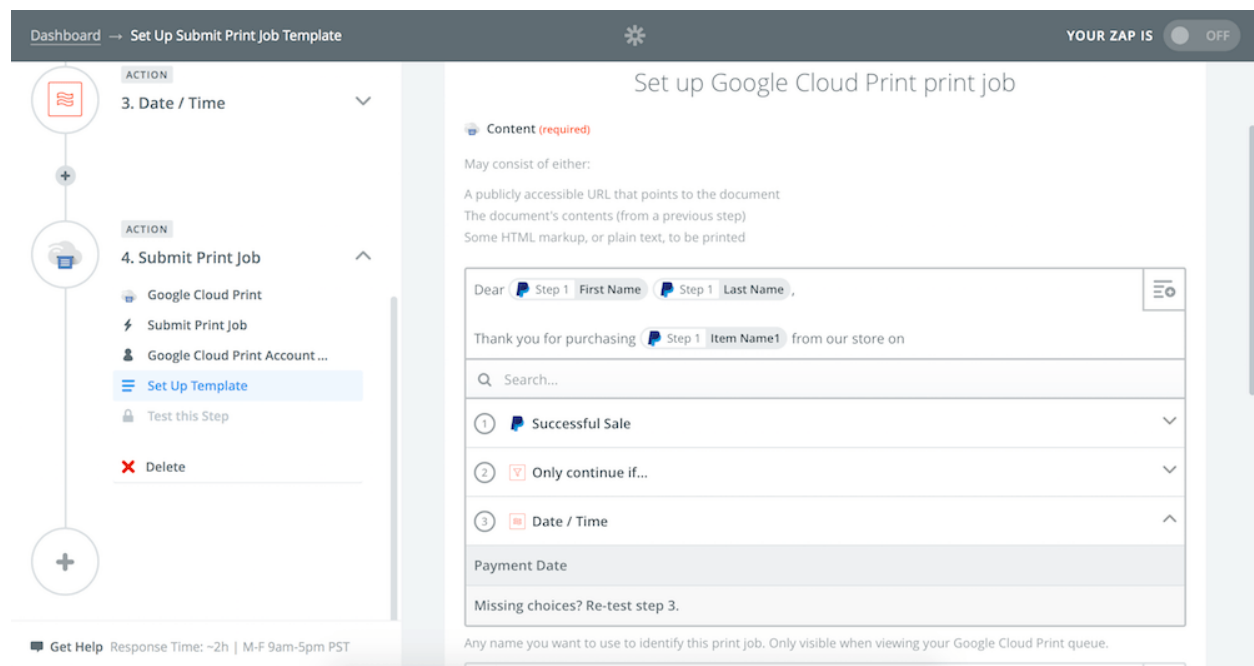 Dashboard → Set Up Submit Print Job Template
YOUR ZAP IS OFF
ACTION
3. Date / Time
ACTION
4. Submit Print Job
Google Cloud Print
Submit Print Job
Google Cloud Print Account ...
Set Up Template
Test this Step
Delete
Get Help Response Time: ~2h | M-F 9am-5pm PST
Set up Google Cloud Print print job
Content (required)
May consist of either:
A publicly accessible URL that points to the document
The document's contents (from a previous step)
Some HTML markup, or plain text, to be printed
Dear Step 1 First Name Step 1 Last Name ,
Thank you for purchasing Step 1 Item Name1 from our store on
Search...
1 Successful Sale
2 Only continue if...
3 Date / Time
Payment Date
Missing choices? Re-test step 3.
Any name you want to use to identify this print job. Only visible when viewing your Google Cloud Print queue.